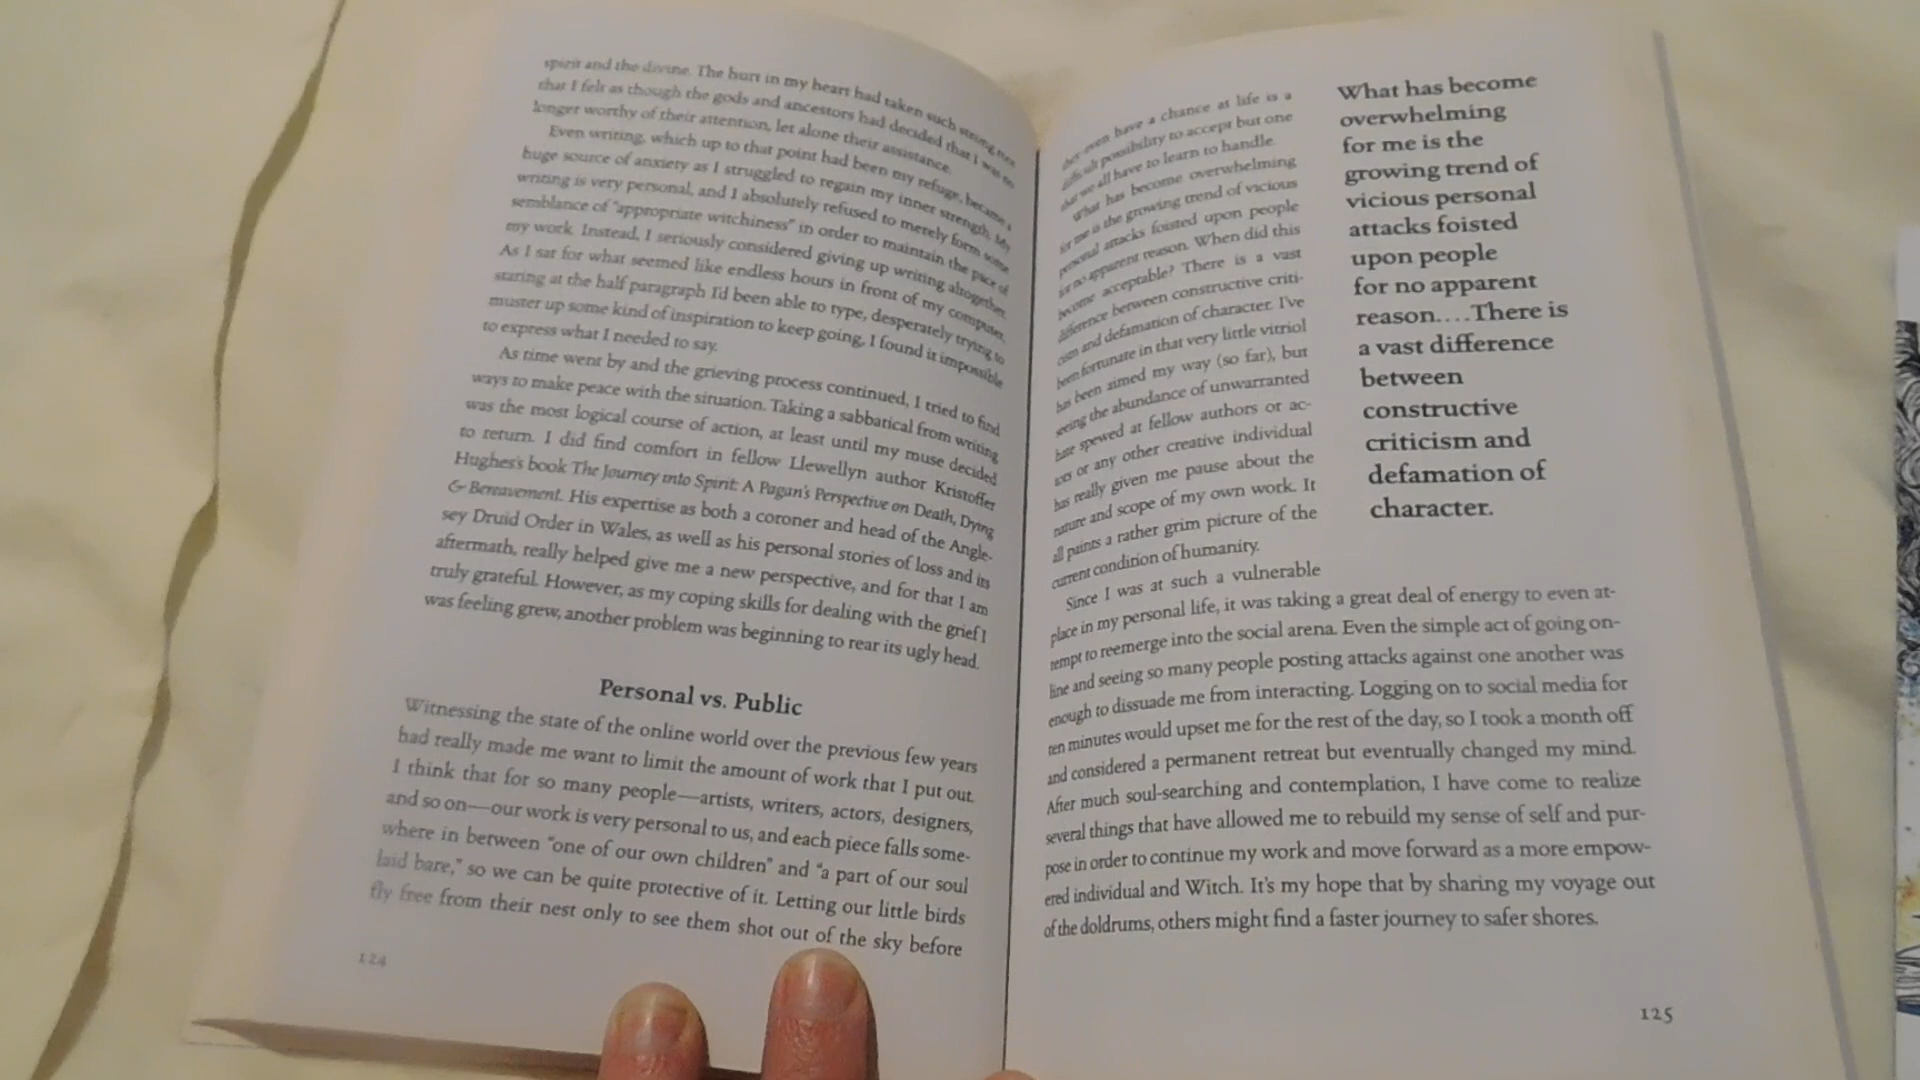 spirit and the divine. The hurt in my heart had taken such strong root
that I felt as though the gods and ancestors had decided that I was no
longer worthy of their attention, let alone their assistance.
Even writing, which up to that point had been my refuge, became a
huge source of anxiety as I struggled to regain my inner strength. My
writing is very personal, and I absolutely refused to merely form some
semblance of "appropriate witchiness" in order to maintain the pace of
my work. Instead, I seriously considered giving up writing altogether.
As I sat for what seemed like endless hours in front of my computer,
staring at the half paragraph I'd been able to type, desperately trying to
muster up some kind of inspiration to keep going, I found it impossible
to express what I needed to say.
As time went by and the grieving process continued, I tried to find
ways to make peace with the situation. Taking a sabbatical from writing
was the most logical course of action, at least until my muse decided
to return. I did find comfort in fellow Llewellyn author Kristoffer
Hughes's book The Journey into Spirit: A Pagan's Perspective on Death, Dying
& Bereavement. His expertise as both a coroner and head of the Angle-
sey Druid Order in Wales, as well as his personal stories of loss and its
aftermath, really helped give me a new perspective, and for that I am
truly grateful. However, as my coping skills for dealing with the grief I
was feeling grew, another problem was beginning to rear its ugly head.
Personal vs. Public
Witnessing the state of the online world over the previous few years
had really made me want to limit the amount of work that I put out.
I think that for so many people—artists, writers, actors, designers,
and so on—our work is very personal to us, and each piece falls some-
where in between "one of our own children" and "a part of our soul
laid bare," so we can be quite protective of it. Letting our little birds
fly free from their nest only to see them shot out of the sky before
124
they even have a chance at life is a
difficult possibility to accept but one
that we all have to learn to handle.
What has become overwhelming
for me is the growing trend of vicious
personal attacks foisted upon people
for no apparent reason. When did this
become acceptable? There is a vast
difference between constructive criti-
cism and defamation of character. I've
been fortunate in that very little vitriol
has been aimed my way (so far), but
seeing the abundance of unwarranted
hate spewed at fellow authors or ac-
tors or any other creative individual
has really given me pause about the
nature and scope of my own work. It
all paints a rather grim picture of the
current condition of humanity.
Since I was at such a vulnerable
place in my personal life, it was taking a great deal of energy to even at-
tempt to reemerge into the social arena. Even the simple act of going on-
line and seeing so many people posting attacks against one another was
enough to dissuade me from interacting. Logging on to social media for
ten minutes would upset me for the rest of the day, so I took a month off
and considered a permanent retreat but eventually changed my mind.
After much soul-searching and contemplation, I have come to realize
several things that have allowed me to rebuild my sense of self and pur-
pose in order to continue my work and move forward as a more empow-
ered individual and Witch. It's my hope that by sharing my voyage out
of the doldrums, others might find a faster journey to safer shores.
What has become
overwhelming
for me is the
growing trend of
vicious personal
attacks foisted
upon people
for no apparent
reason....There is
a vast difference
between
constructive
criticism and
defamation of
character.
125